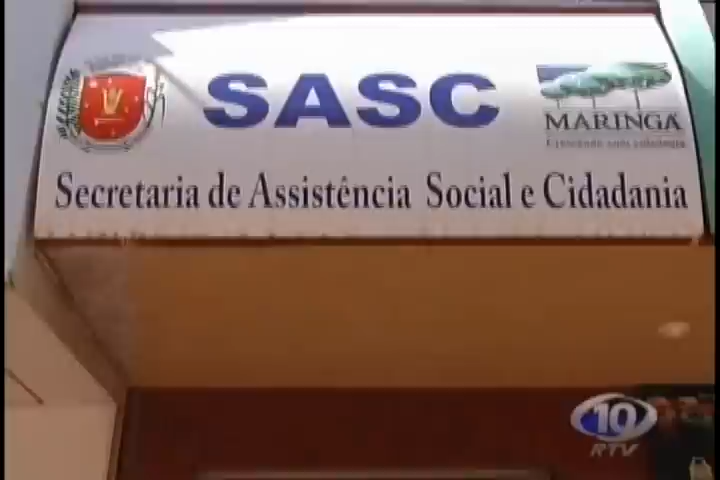 SASC
MARINGÁ
Secretaria de Assistência Social e Cidadania
10
RTV